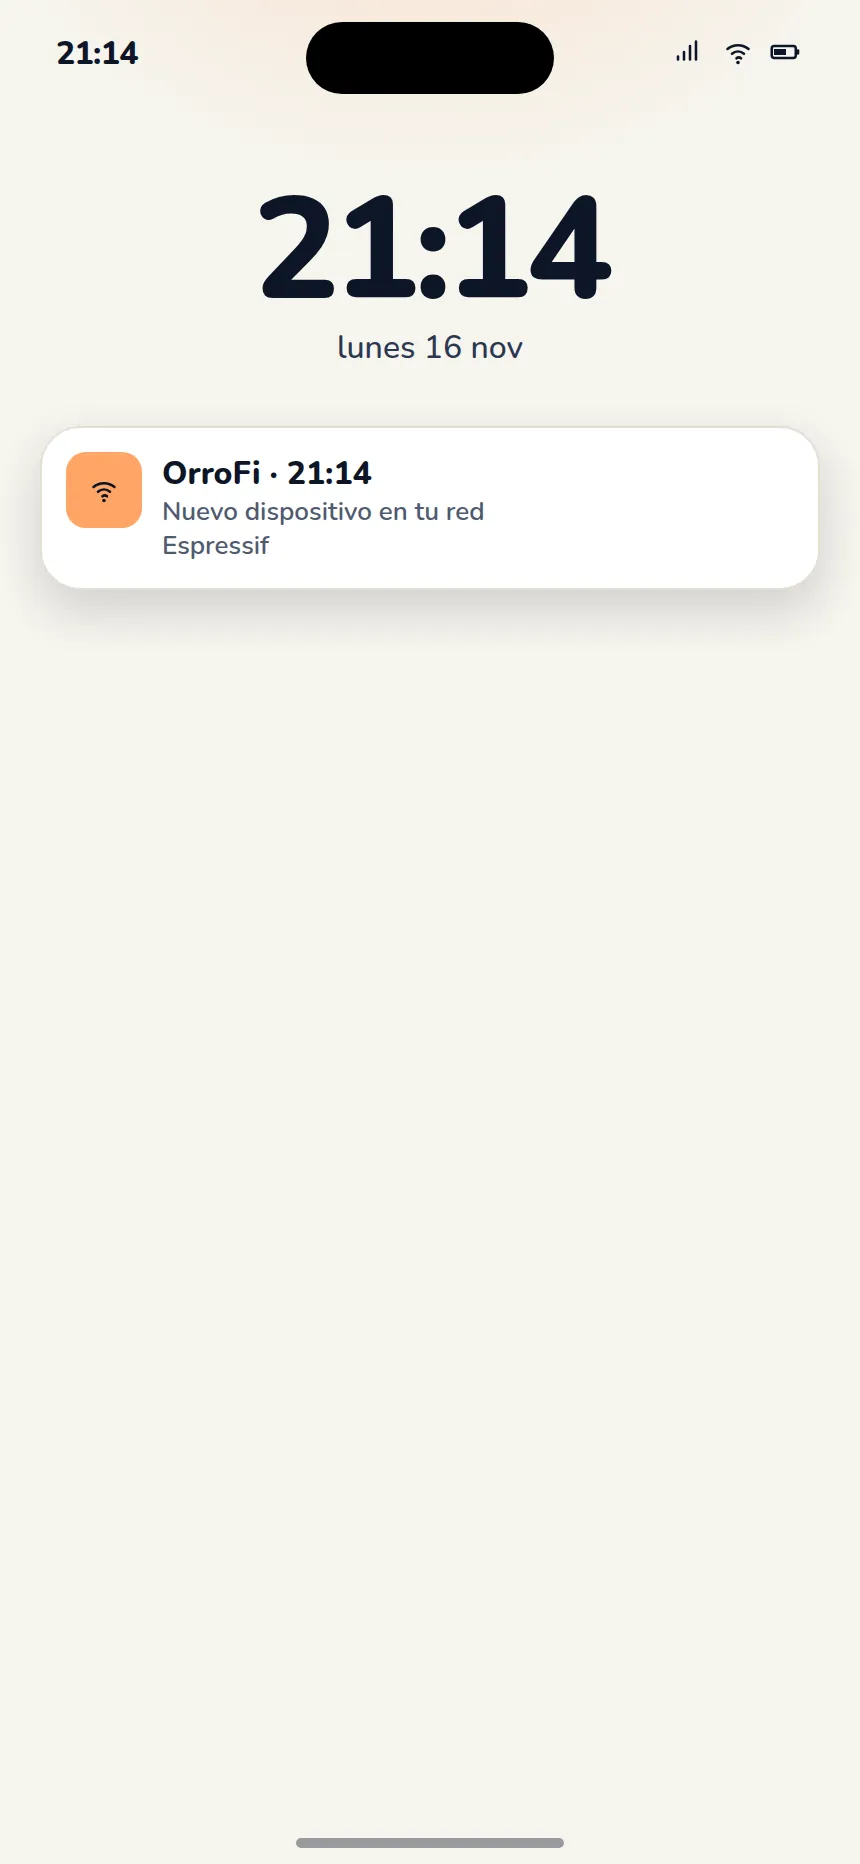 21:14
21:14
lunes 16 nov
OrroFi · 21:14
Nuevo dispositivo en tu red
Espressif